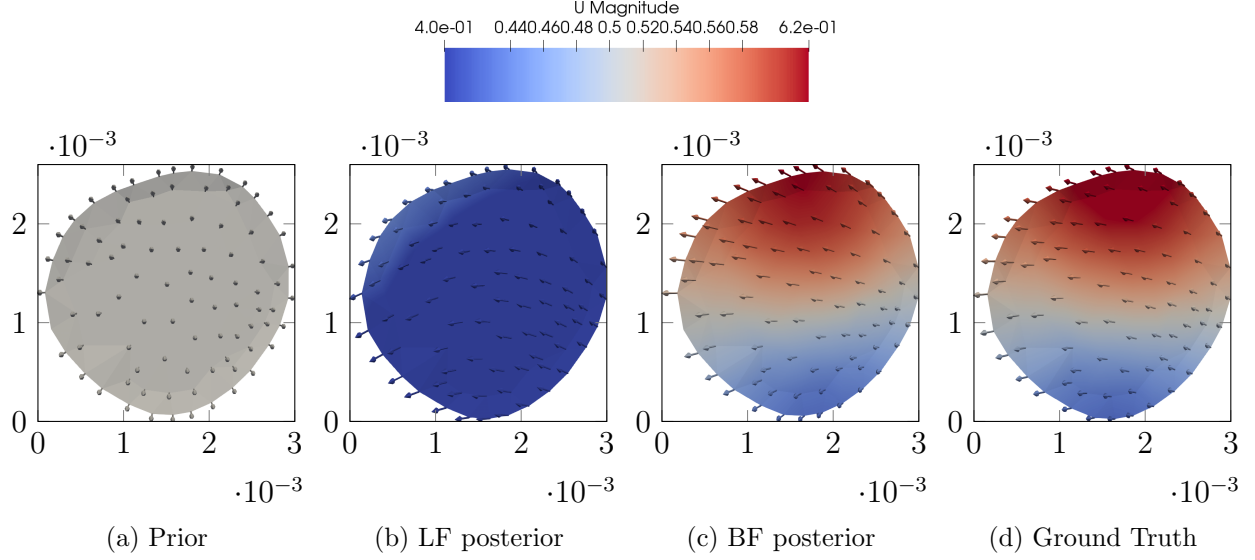 U Magnitude
4.0e-01 0.44 0.46 0.48 0.5 0.52 0.54 0.56 0.58 6.2e-01
·10⁻³ ·10⁻³ ·10⁻³ ·10⁻³
2 2 2 2
1 1 1 1
0 0 0 0
0 1 2 3 0 1 2 3 0 1 2 3 0 1 2 3
·10⁻³ ·10⁻³ ·10⁻³ ·10⁻³
(a) Prior (b) LF posterior (c) BF posterior (d) Ground Truth